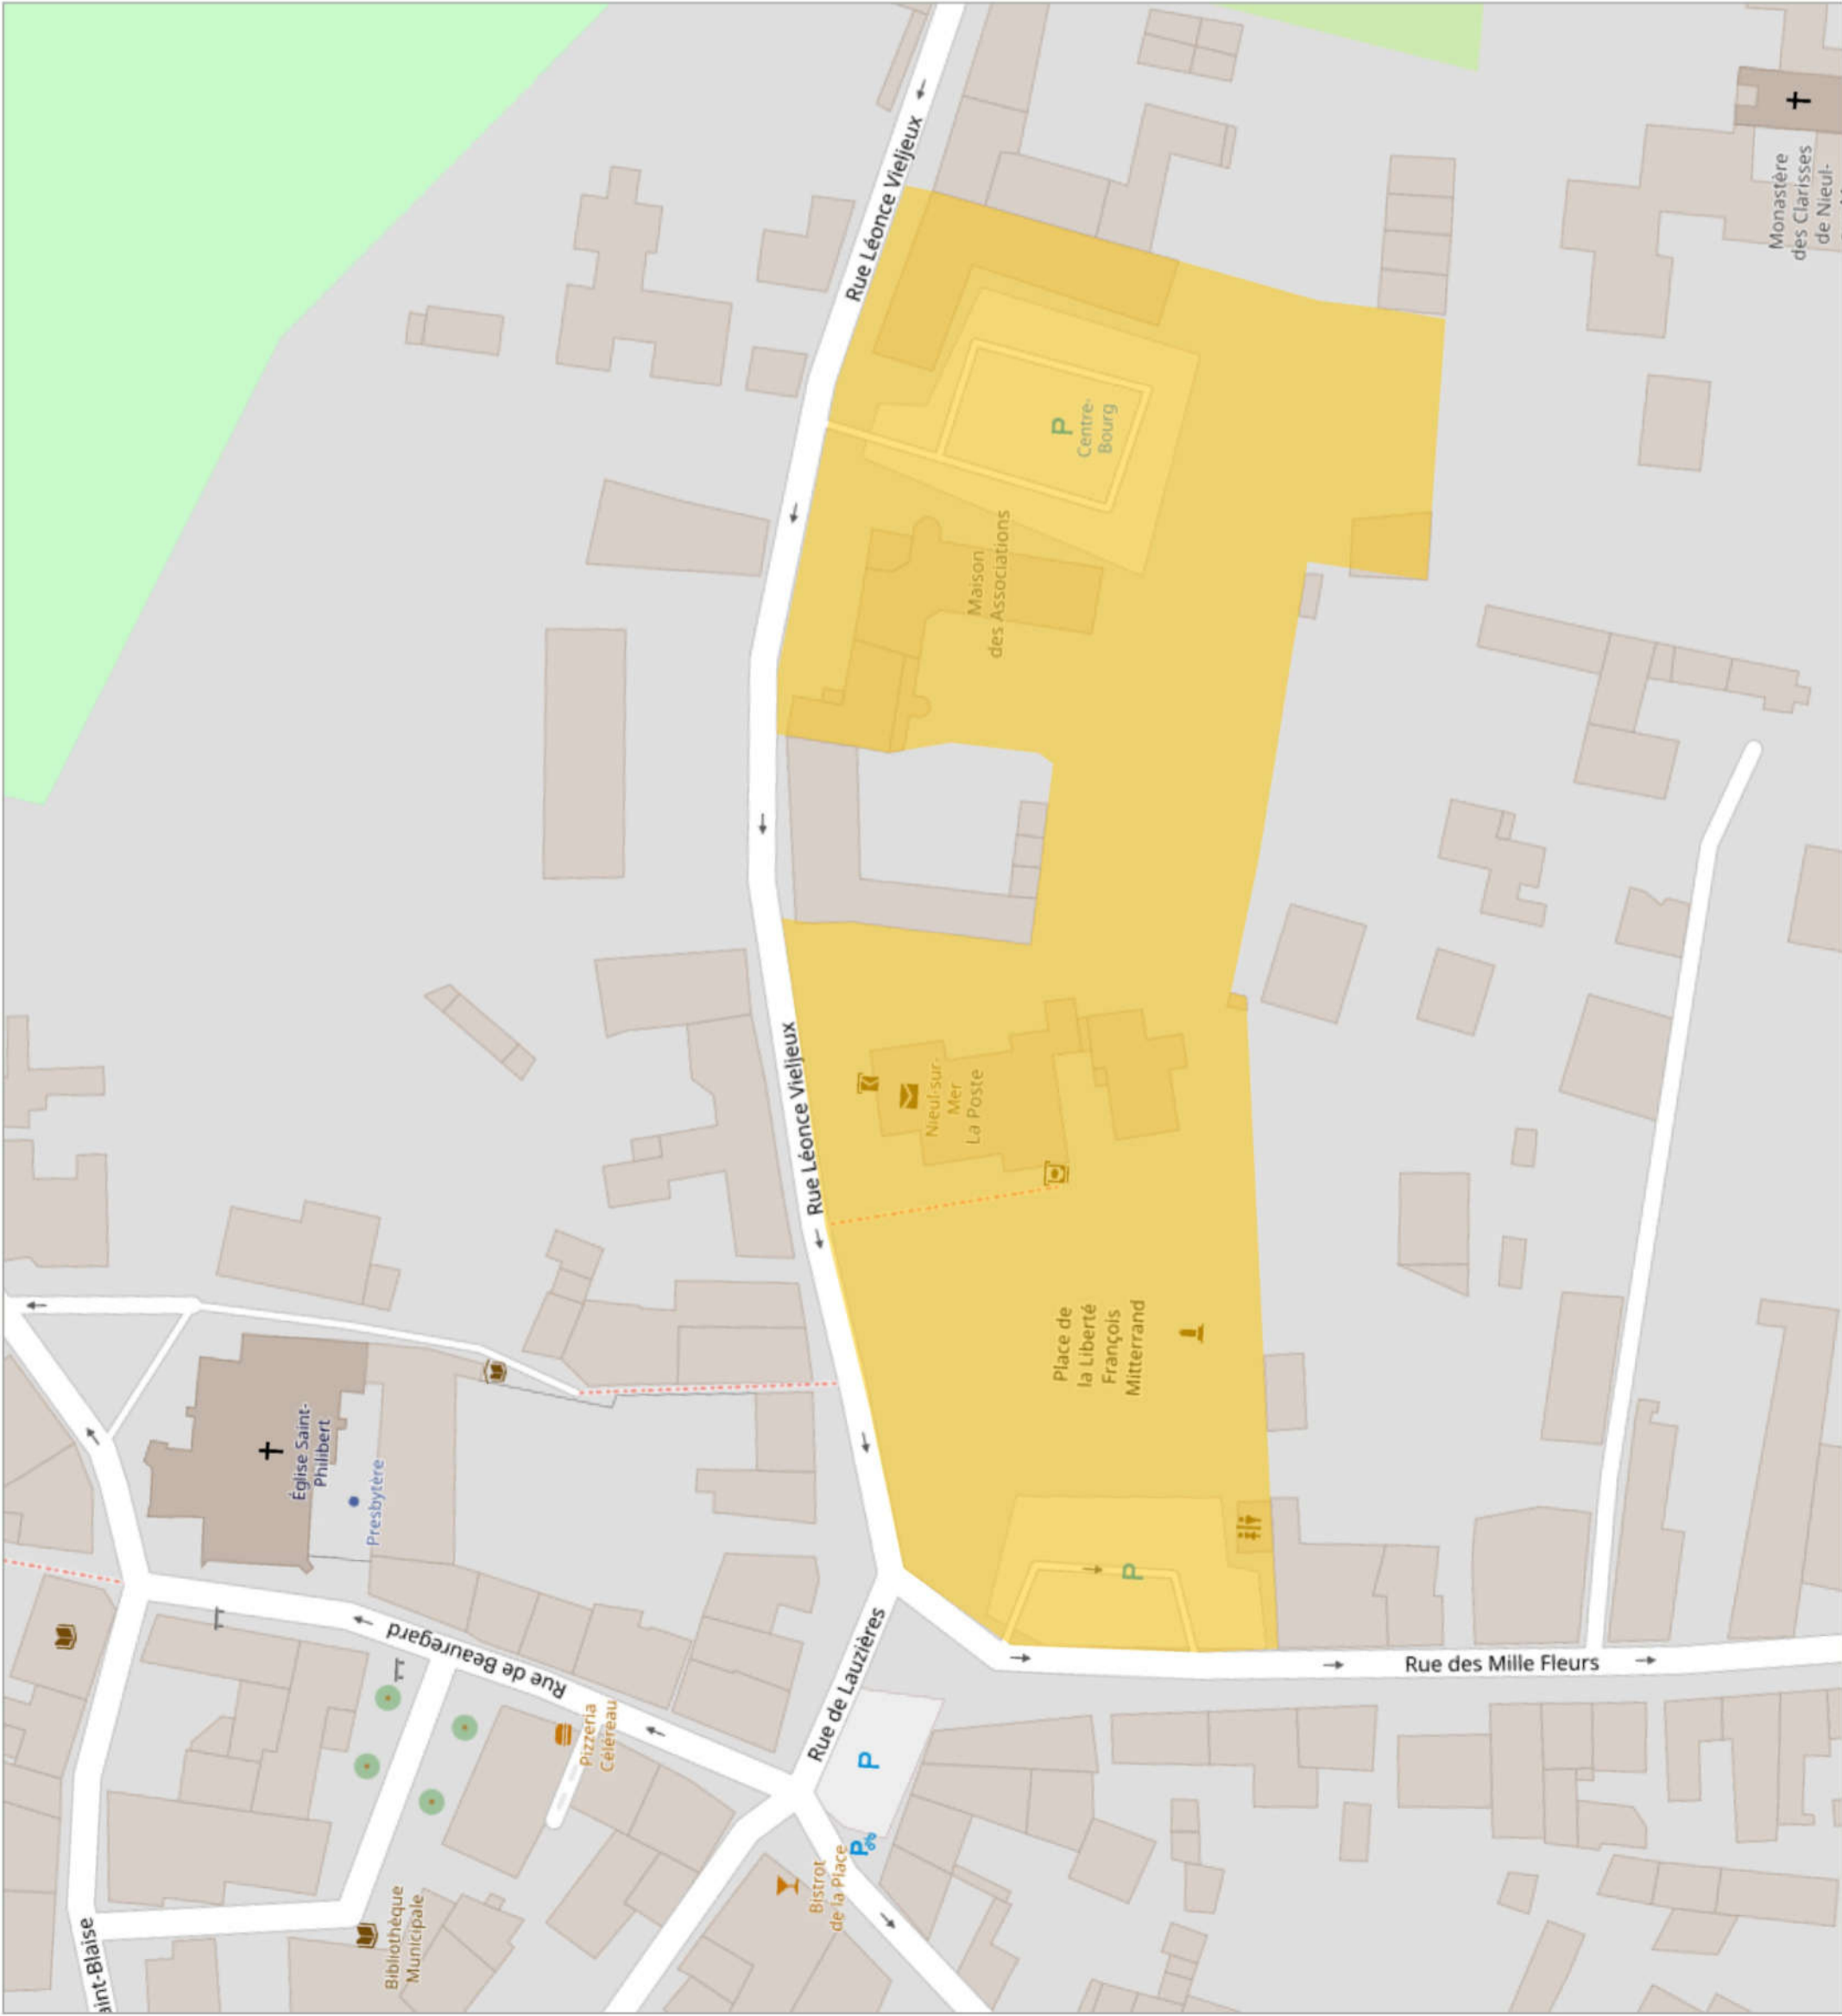 Rue Léonce Vieljeux
Monastère
des Clarisses
de Nieul-
P
Centre-
Bourg
Maison
des Associations
Rue Léonce Vieljeux
Nieul-sur-
Mer
La Poste
Place de
la Liberté
François
Mitterrand
Église Saint-
Philibert
Presbytère
P
Rue de Beauregard
Rue de Lauzières
Rue des Mille Fleurs
Pizzeria
Céléreau
P
P
Bistrot
de la Place
Bibliothèque
Municipale
aint-Blaise